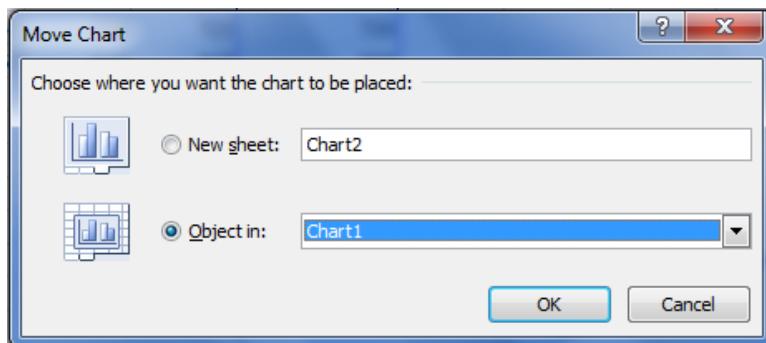 Move Chart
?
X
Choose where you want the chart to be placed:
New sheet: Chart2
Object in: Chart1
OK Cancel